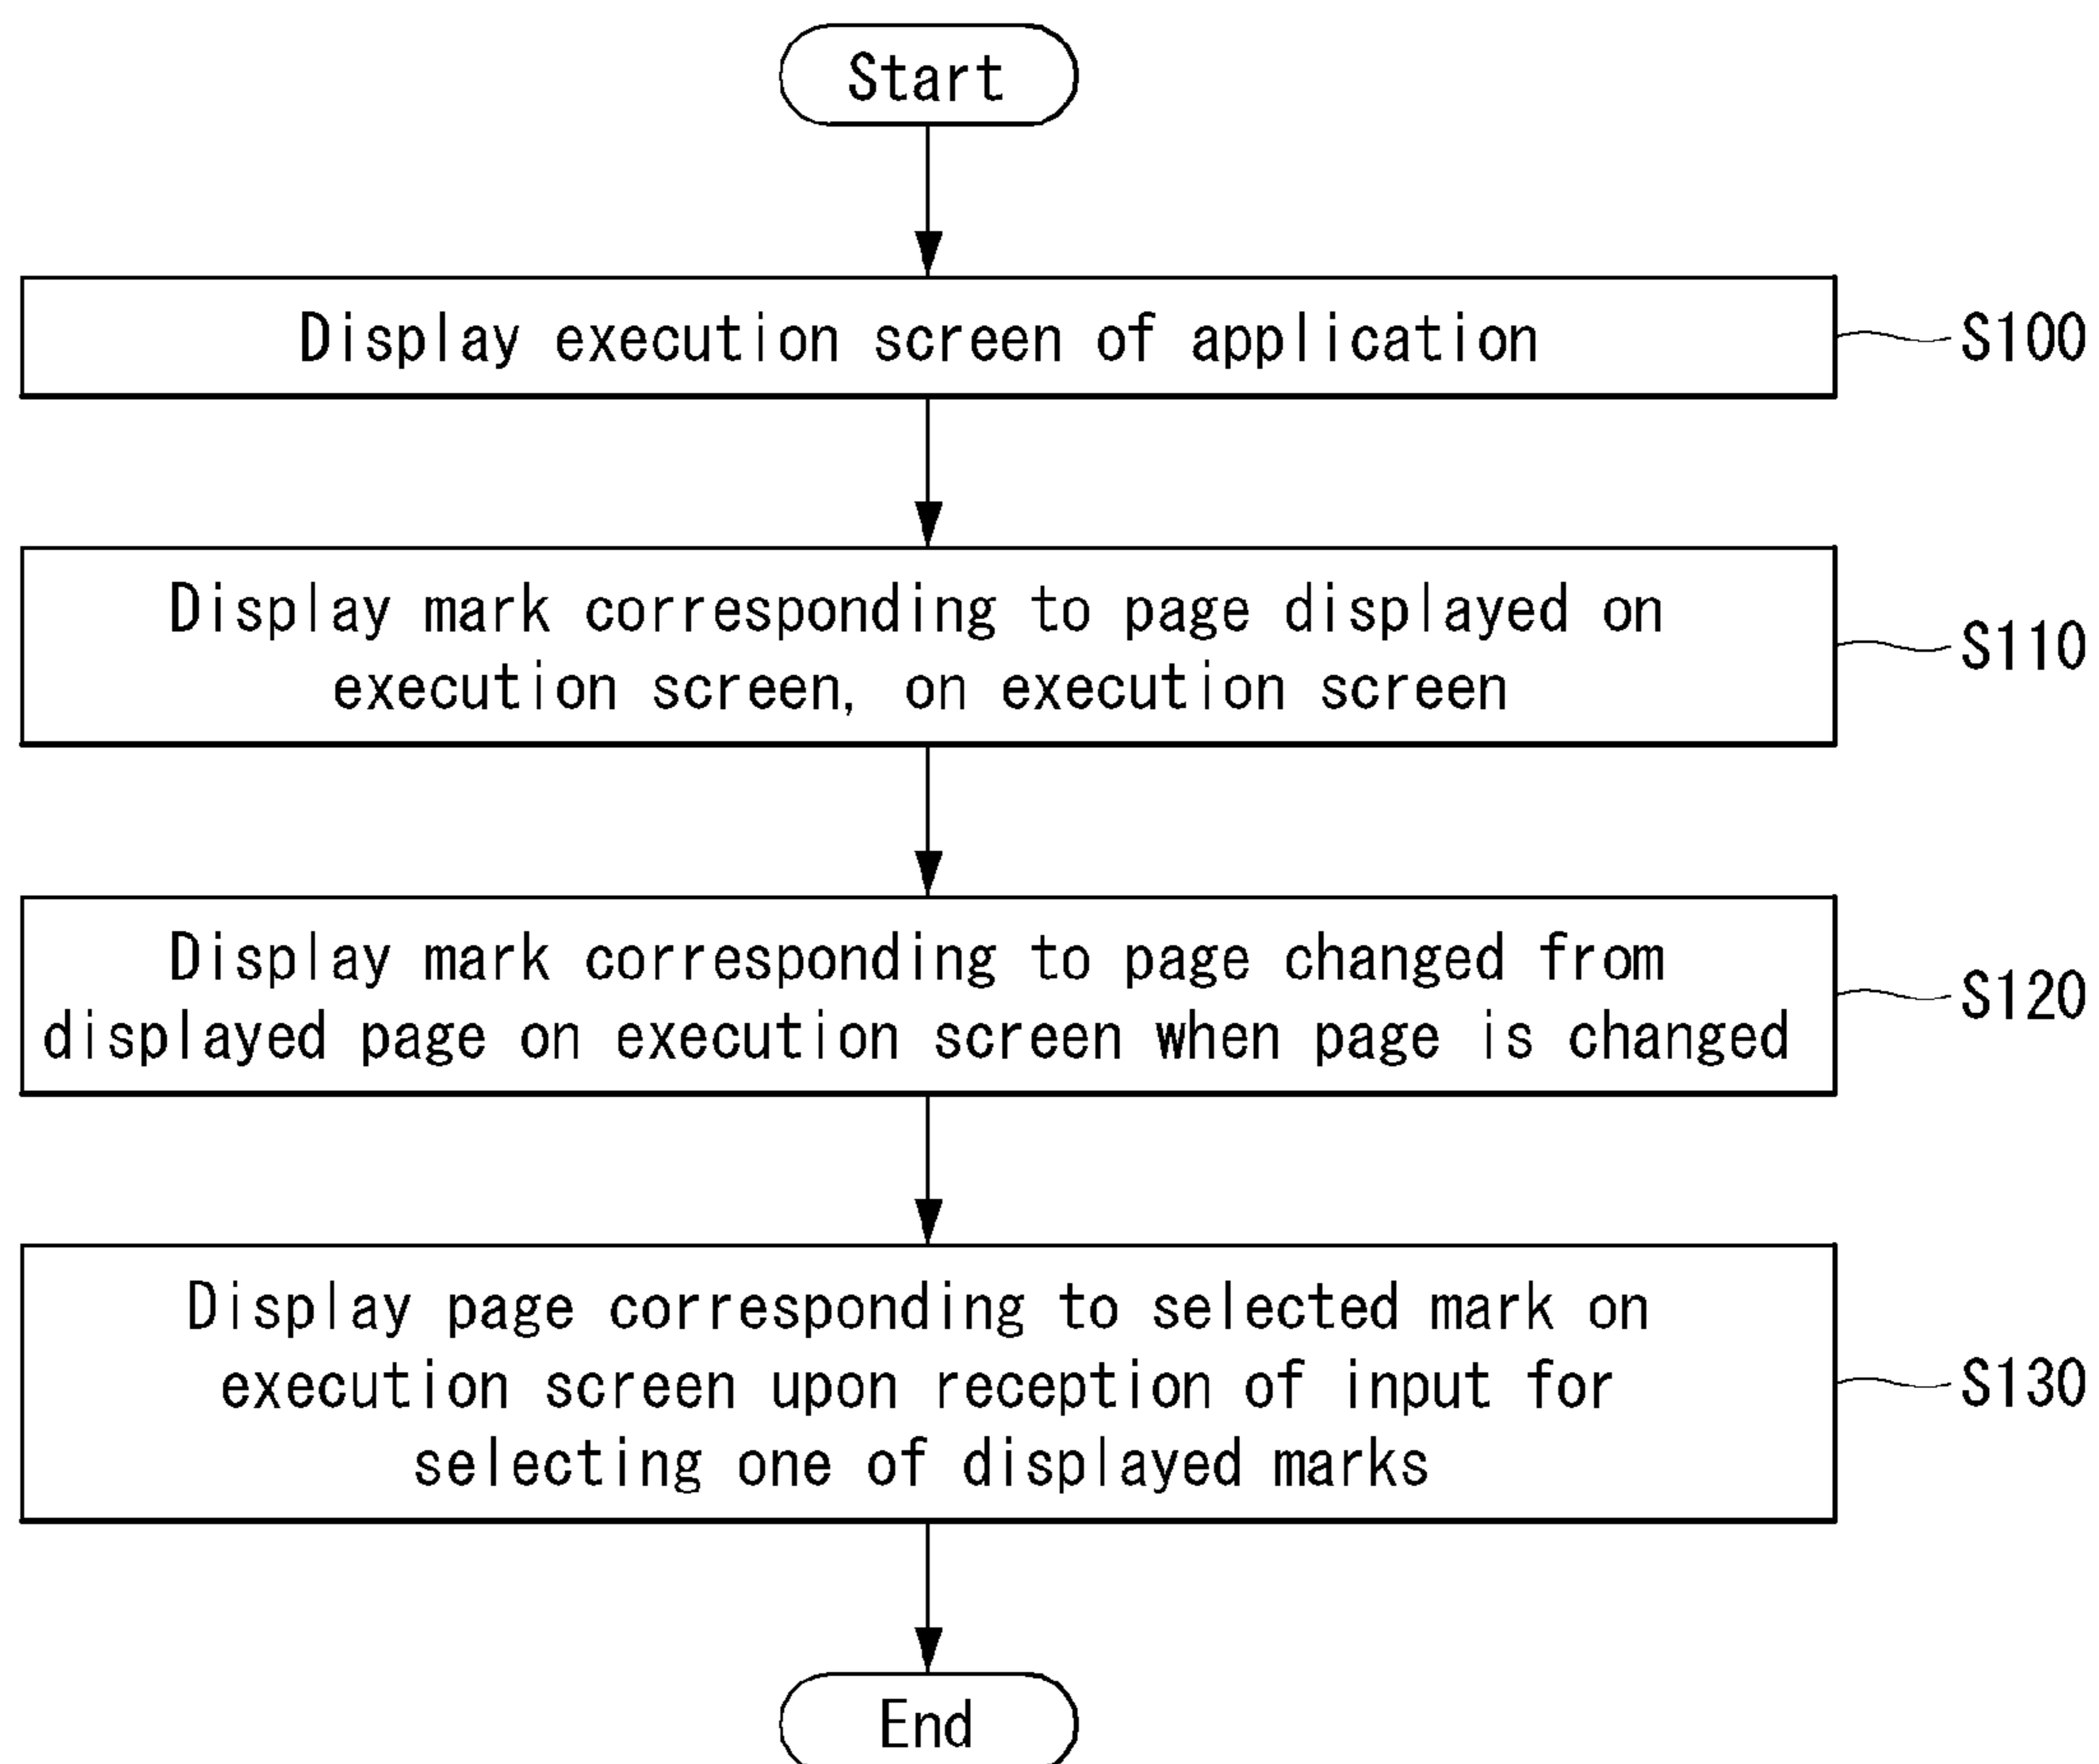 Start
Display execution screen of application
S100
Display mark corresponding to page displayed on
execution screen, on execution screen
S110
Display mark corresponding to page changed from
displayed page on execution screen when page is changed
S120
Display page corresponding to selected mark on
execution screen upon reception of input for
selecting one of displayed marks
S130
End